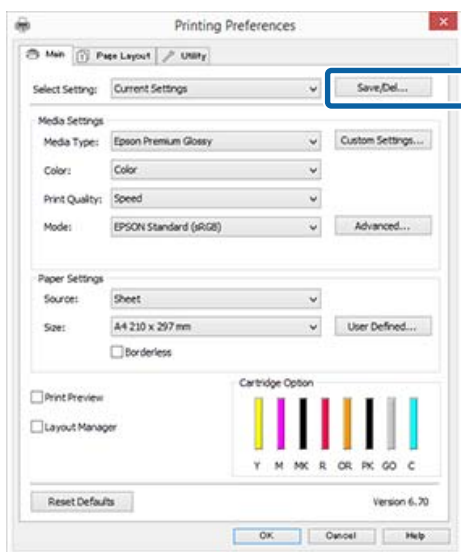 Printing Preferences
Main Page Layout Utility
Select Setting: Current Settings Save/Del...
Media Settings
Media Type: Epson Premium Glossy Custom Settings...
Color: Color
Print Quality: Speed
Mode: EPSON Standard (sRGB) Advanced...
Paper Settings
Source: Sheet
Size: A4 210 x 297 mm User Defined...
Borderless
Cartridge Option
Print Preview
Layout Manager
Y M MK R OR PK GO C
Reset Defaults Version 6.70
OK Cancel Help